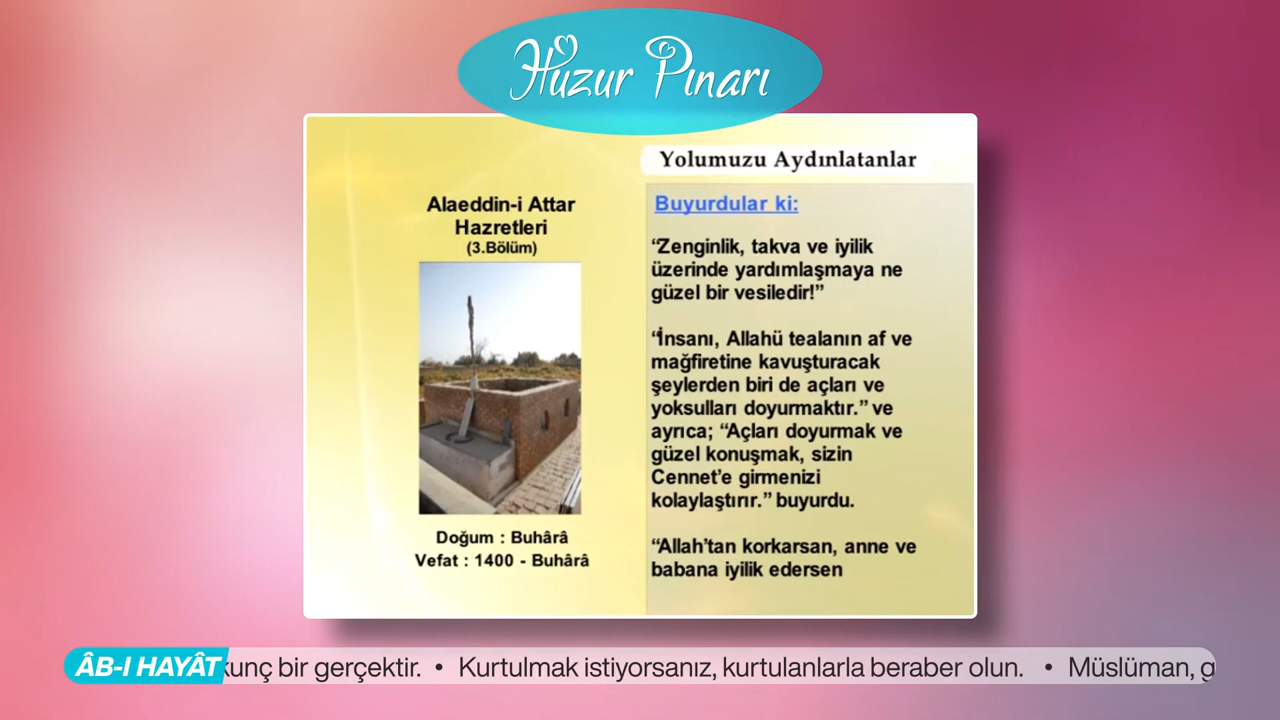 Huzur Pınarı
Yolumuzu Aydınlatanlar
Alaeddin-i Attar
Hazretleri
(3.Bölüm)
Doğum : Buhârâ
Vefat : 1400 - Buhârâ
Buyurdular ki:
“Zenginlik, takva ve iyilik
üzerinde yardımlaşmaya ne
güzel bir vesiledir!”
“İnsanı, Allahü tealanın af ve
mağfiretine kavuşturacak
şeylerden biri de açları ve
yoksulları doyurmaktır.” ve
ayrıca; “Açları doyurmak ve
güzel konuşmak, sizin
Cennet’e girmenizi
kolaylaştırır.” buyurdu.
“Allah’tan korkarsan, anne ve
babana iyilik edersen
ÂB-I HAYÂT kunç bir gerçektir. • Kurtulmak istiyorsanız, kurtulanlarla beraber olun. • Müslüman, g